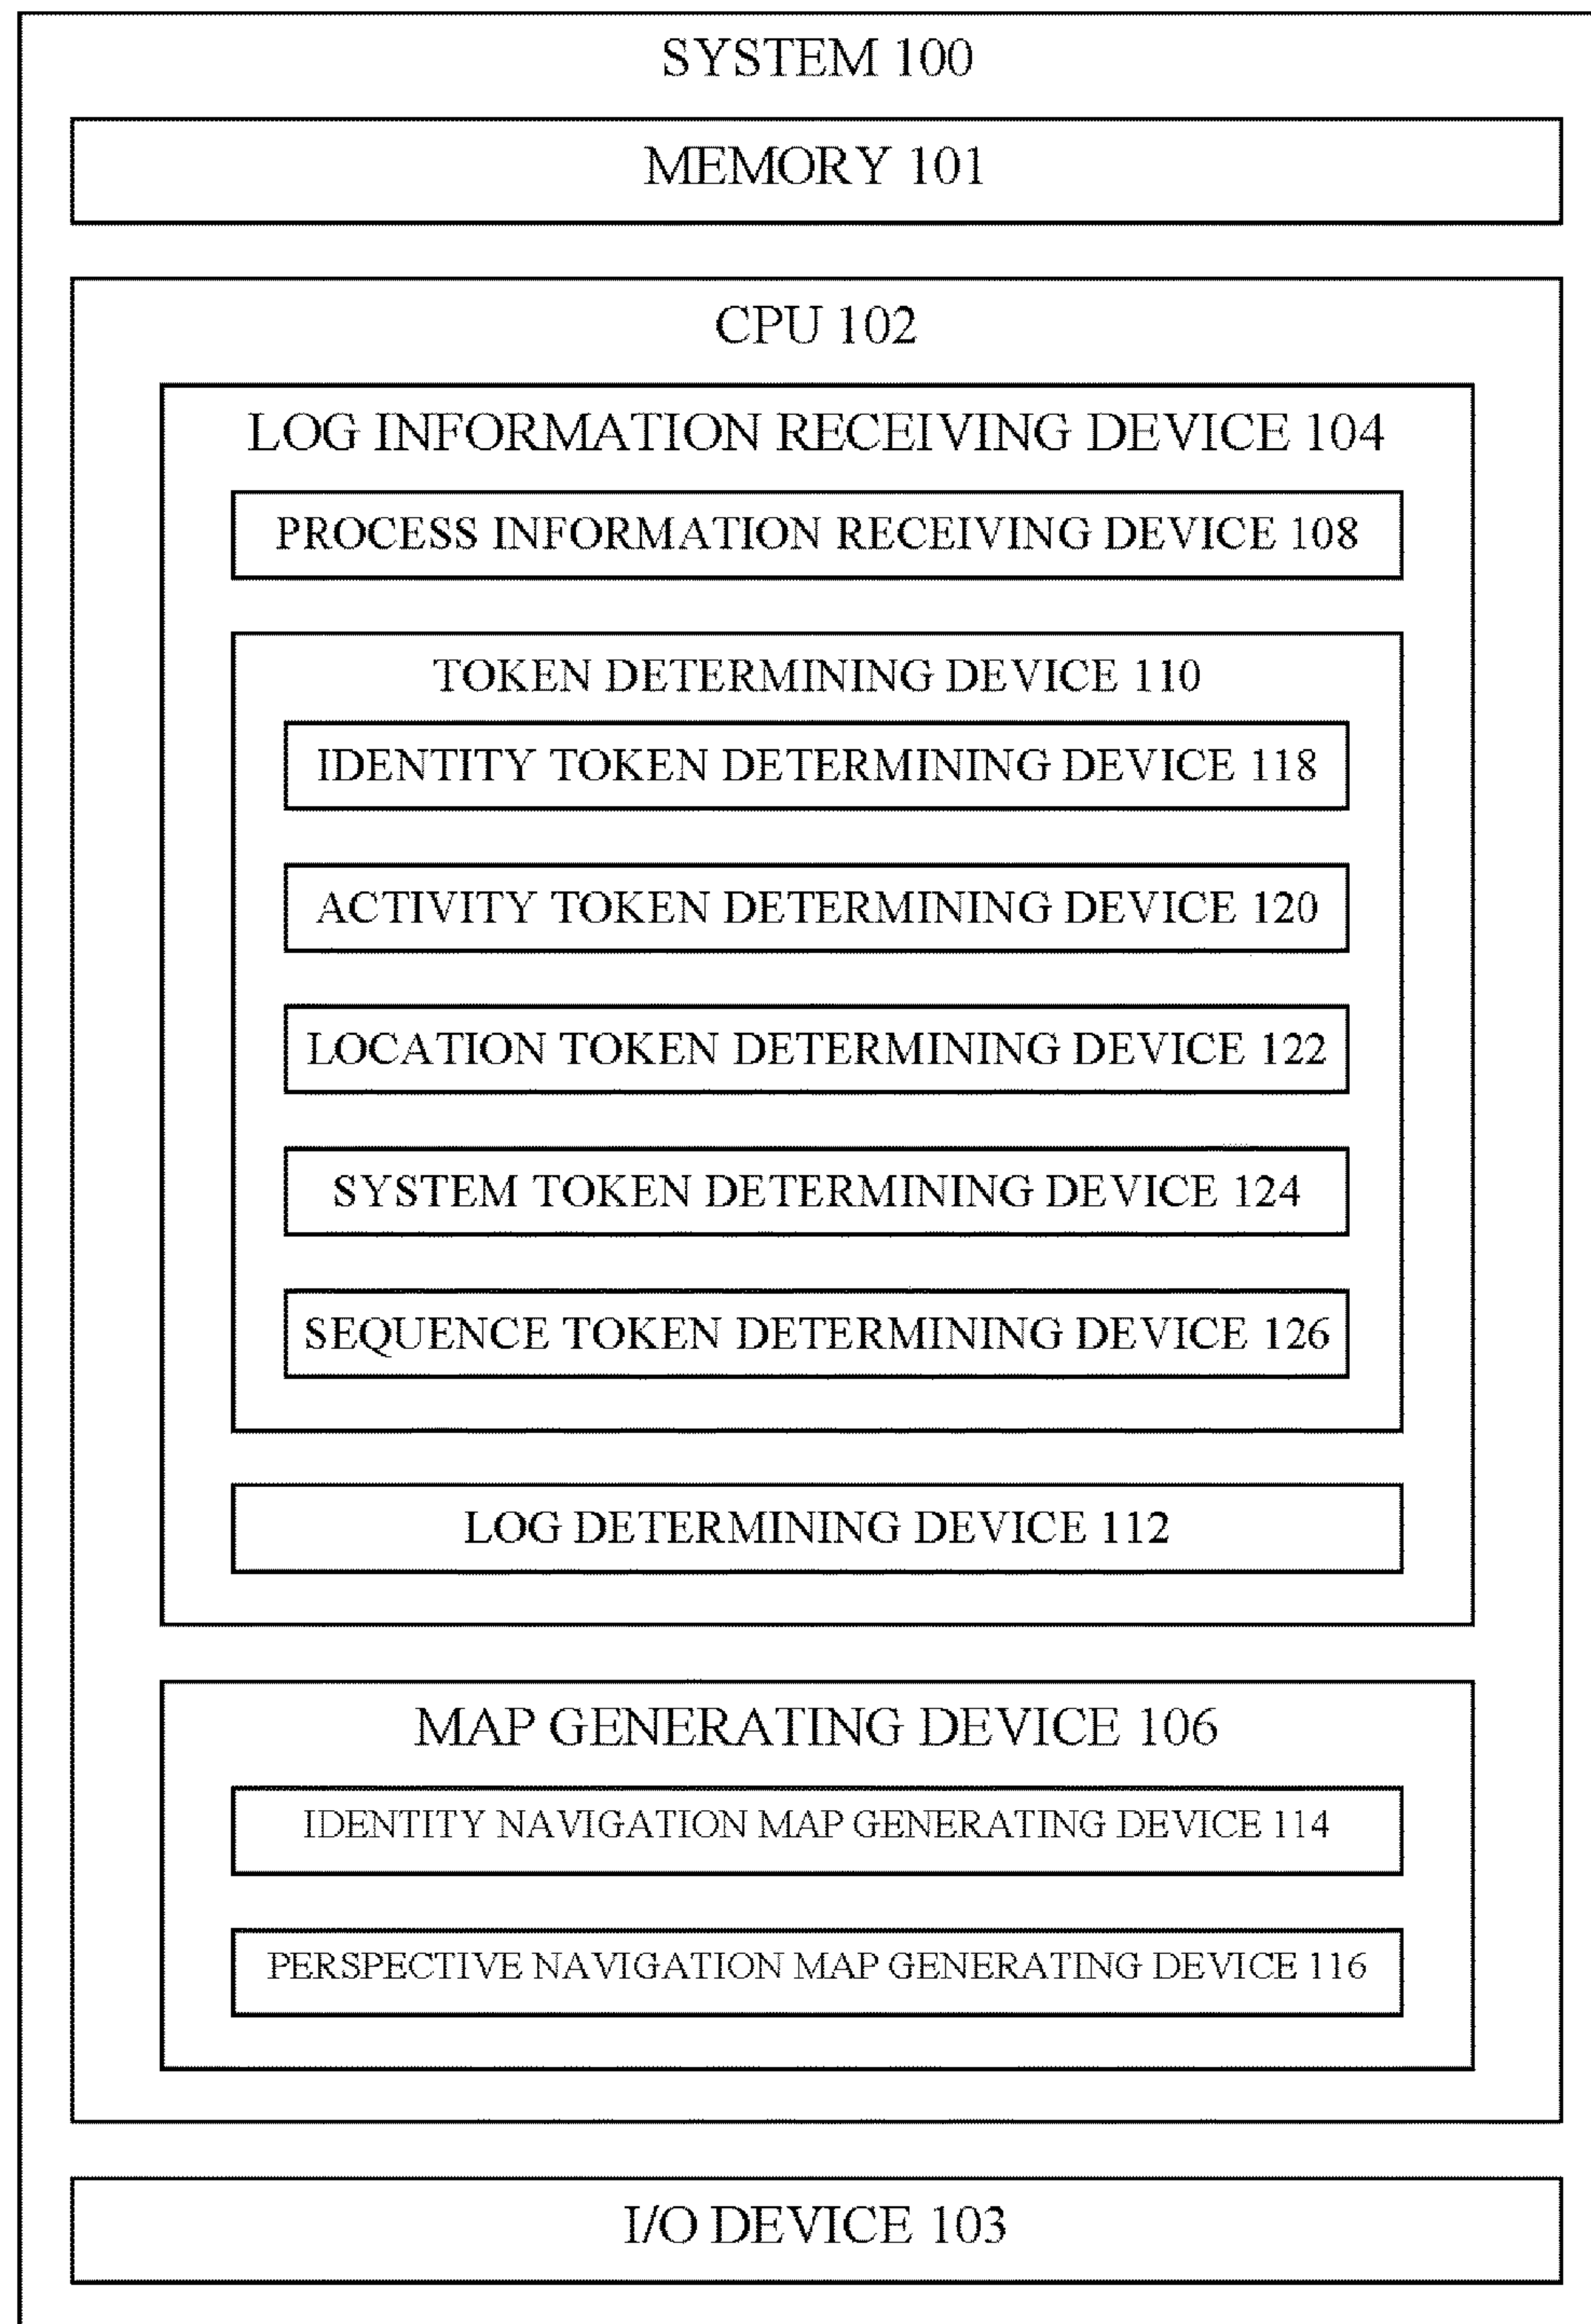 SYSTEM 100
MEMORY 101
CPU 102
LOG INFORMATION RECEIVING DEVICE 104
PROCESS INFORMATION RECEIVING DEVICE 108
TOKEN DETERMINING DEVICE 110
IDENTITY TOKEN DETERMINING DEVICE 118
ACTIVITY TOKEN DETERMINING DEVICE 120
LOCATION TOKEN DETERMINING DEVICE 122
SYSTEM TOKEN DETERMINING DEVICE 124
SEQUENCE TOKEN DETERMINING DEVICE 126
LOG DETERMINING DEVICE 112
MAP GENERATING DEVICE 106
IDENTITY NAVIGATION MAP GENERATING DEVICE 114
PERSPECTIVE NAVIGATION MAP GENERATING DEVICE 116
I/O DEVICE 103